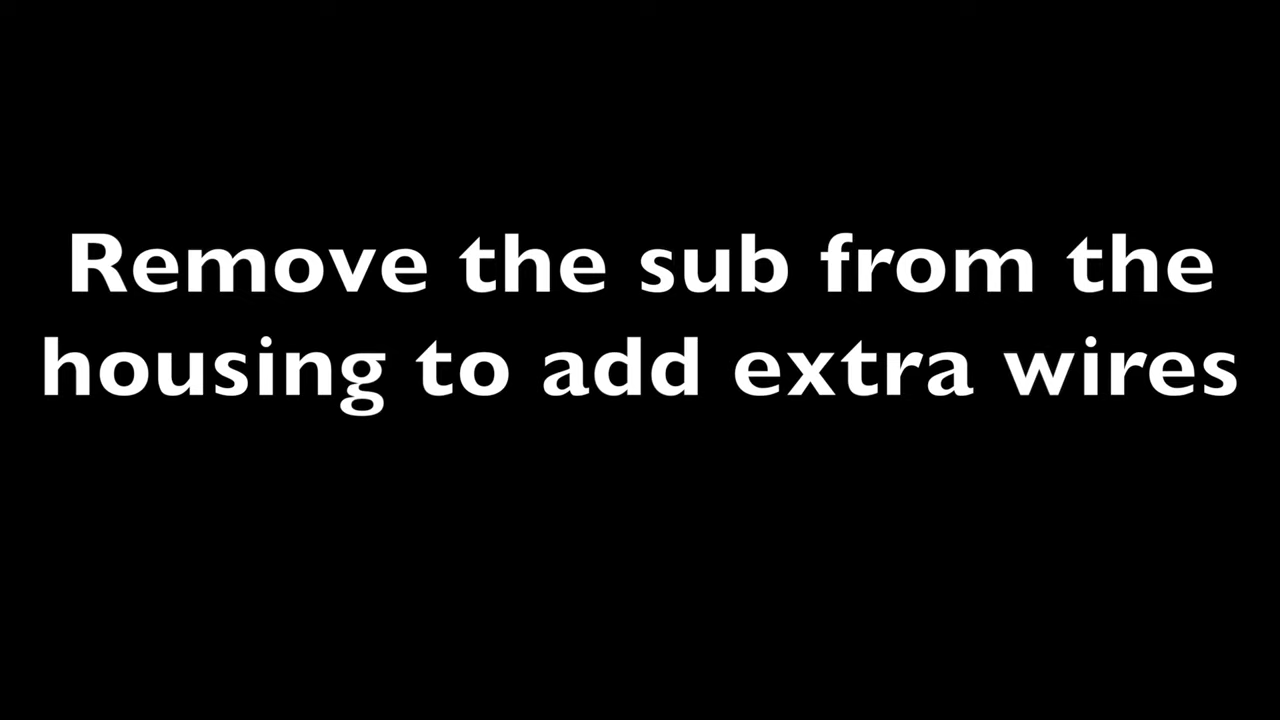 Remove the sub from the
housing to add extra wires